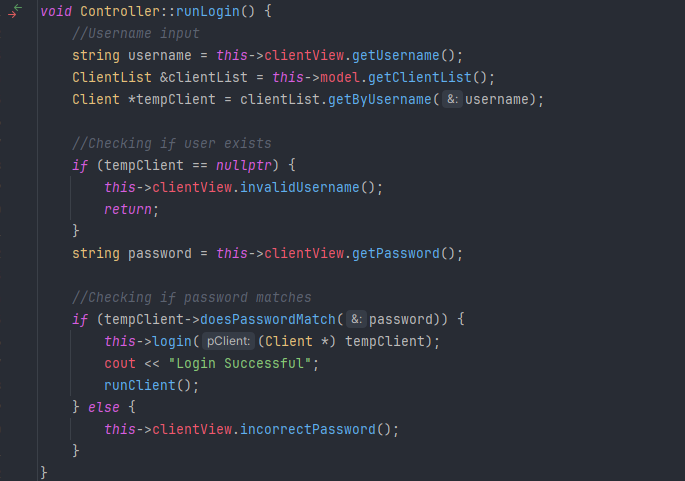 void Controller::runLogin() {
//Username input
string username = this->clientView.getUsername();
ClientList &clientList = this->model.getClientList();
Client *tempClient = clientList.getByUsername( &: username);
//Checking if user exists
if (tempClient == nullptr) {
this->clientView.invalidUsername();
return;
}
string password = this->clientView.getPassword();
//Checking if password matches
if (tempClient->doesPasswordMatch( &: password)) {
this->login( pClient: (Client *) tempClient);
cout << "Login Successful";
runClient();
} else {
this->clientView.incorrectPassword();
}
}